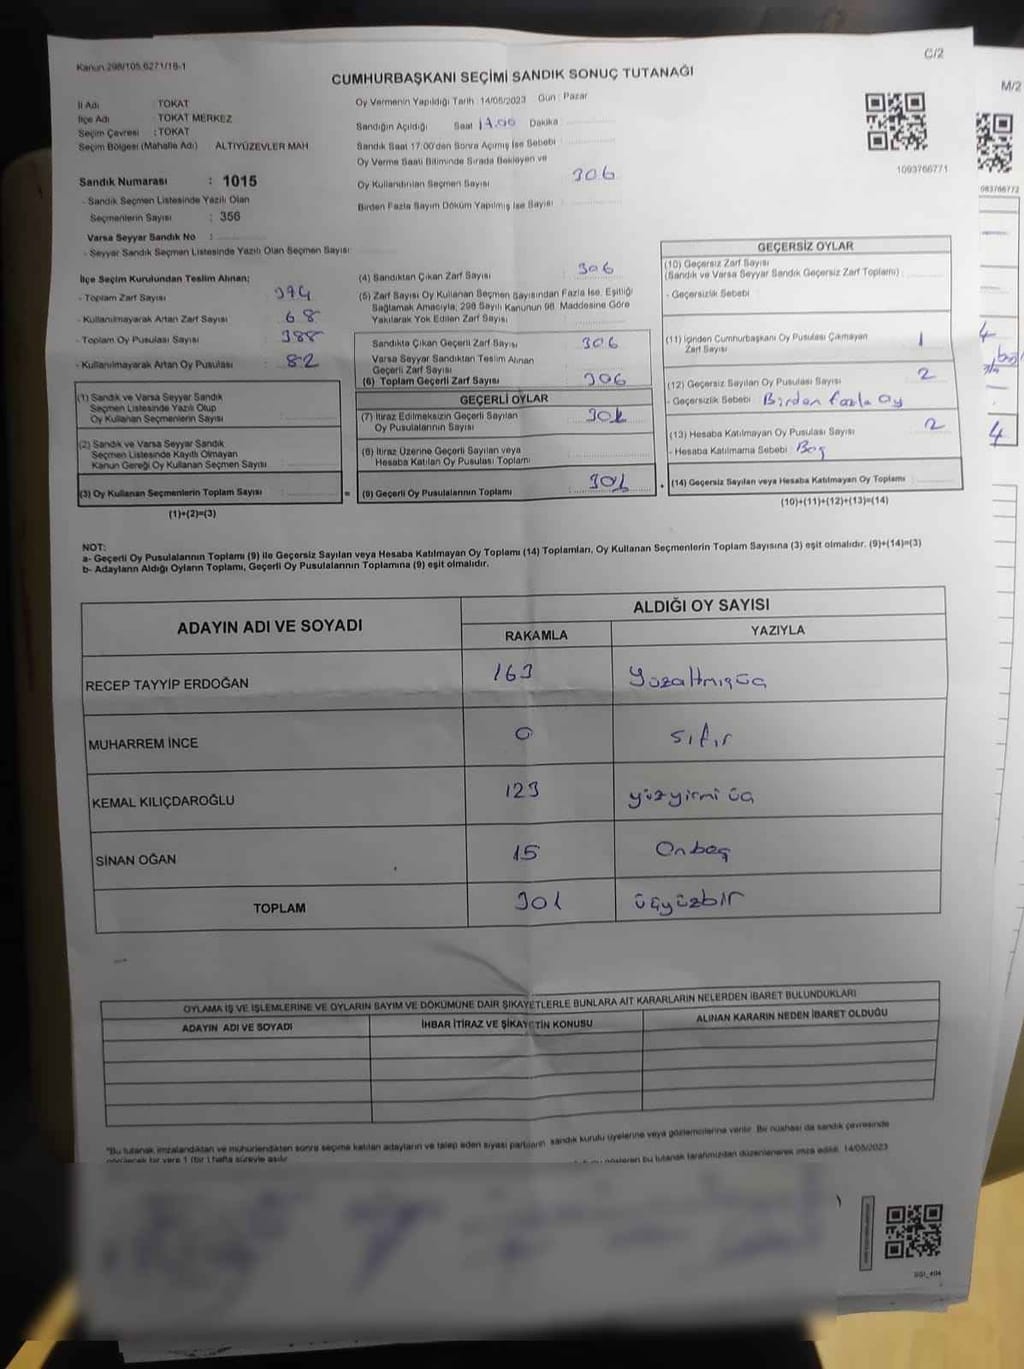 Kanun 298/105.6271/18-1
C/2
M/2
CUMHURBAŞKANI SEÇİMİ SANDIK SONUÇ TUTANAĞI
İl Adı : TOKAT
İlçe Adı : TOKAT MERKEZ
Seçim Çevresi : TOKAT
Seçim Bölgesi (Mahalle Adı) ALTIYÜZEVLER MAH
Oy Vermenin Yapıldığı Tarih : 14/05/2023 Gün : Pazar
Sandığın Açıldığı Saat 17.00 Dakika
Sandık Saat 17:00'den Sonra Açılmış İse Sebebi
Oy Verme Saati Bitiminde Sırada Bekleyen ve
Oy Kullandırılan Seçmen Sayısı 306
Birden Fazla Sayım Döküm Yapılmış İse Sayısı
1093766771
Sandık Numarası : 1015
- Sandık Seçmen Listesinde Yazılı Olan
Seçmenlerin Sayısı : 356
Varsa Seyyar Sandık No :
- Seyyar Sandık Seçmen Listesinde Yazılı Olan Seçmen Sayısı:
İlçe Seçim Kurulundan Teslim Alınan;
- Toplam Zarf Sayısı 374
- Kullanılmayarak Artan Zarf Sayısı : 68
- Toplam Oy Pusulası Sayısı : 388
- Kullanılmayarak Artan Oy Pusulası : 82
(1) Sandık ve Varsa Seyyar Sandık
Seçmen Listesinde Yazılı Olup
Oy Kullanan Seçmenlerin Sayısı
(2) Sandık ve Varsa Seyyar Sandık
Seçmen Listesinde Kayıtlı Olmayan
Kanun Gereği Oy Kullanan Seçmen Sayısı
(3) Oy Kullanan Seçmenlerin Toplam Sayısı
(1)+(2)=(3)
(4) Sandıktan Çıkan Zarf Sayısı 306
(5) Zarf Sayısı Oy Kullanan Seçmen Sayısından Fazla İse, Eşitliği
Sağlamak Amacıyla; 298 Sayılı Kanunun 98. Maddesine Göre
Yakılarak Yok Edilen Zarf Sayısı
Sandıkta Çıkan Geçerli Zarf Sayısı 306
Varsa Seyyar Sandıktan Teslim Alınan
Geçerli Zarf Sayısı
(6) Toplam Geçerli Zarf Sayısı 306
GEÇERLİ OYLAR
(7) İtiraz Edilmeksizin Geçerli Sayılan
Oy Pusulalarının Sayısı 301
(8) İtiraz Üzerine Geçerli Sayılan veya
Hesaba Katılan Oy Pusulası Toplamı
= (9) Geçerli Oy Pusulalarının Toplamı 301
GEÇERSİZ OYLAR
(10) Geçersiz Zarf Sayısı
(Sandık ve Varsa Seyyar Sandık Geçersiz Zarf Toplamı)
- Geçersizlik Sebebi
(11) İçinden Cumhurbaşkanı Oy Pusulası Çıkmayan
Zarf Sayısı 1
(12) Geçersiz Sayılan Oy Pusulası Sayısı 2
- Geçersizlik Sebebi Birden fazla oy
(13) Hesaba Katılmayan Oy Pusulası Sayısı 2
- Hesaba Katılmama Sebebi Boş
+ (14) Geçersiz Sayılan veya Hesaba Katılmayan Oy Toplamı
(10)+(11)+(12)+(13)=(14)
NOT:
a- Geçerli Oy Pusulalarının Toplamı (9) ile Geçersiz Sayılan veya Hesaba Katılmayan Oy Toplamı (14) Toplamları, Oy Kullanan Seçmenlerin Toplam Sayısına (3) eşit olmalıdır. (9)+(14)=(3)
b- Adayların Aldığı Oyların Toplamı, Geçerli Oy Pusulalarının Toplamına (9) eşit olmalıdır.
ADAYIN ADI VE SOYADI
ALDIĞI OY SAYISI
RAKAMLA YAZIYLA
RECEP TAYYİP ERDOĞAN 163 Yüzaltmışüç
MUHARREM İNCE 0 sıfır
KEMAL KILIÇDAROĞLU 123 yüzyirmi üç
SİNAN OĞAN 15 Onbeş
TOPLAM 301 üçyüzbir
OYLAMA İŞ VE İŞLEMLERİNE VE OYLARIN SAYIM VE DÖKÜMÜNE DAİR ŞİKAYETLERLE BUNLARA AİT KARARLARIN NELERDEN İBARET BULUNDUKLARI
ADAYIN ADI VE SOYADI İHBAR İTİRAZ VE ŞİKAYETİN KONUSU ALINAN KARARIN NEDEN İBARET OLDUĞU
"Bu tutanak imzalandıktan ve mühürlendikten sonra seçime katılan adayların ve talep eden siyasi partilerin sandık kurulu üyelerine veya gözlemcilerine verilir. Bir nüshası da sandık çevresinde
görülecek bir yere 1 (bir) hafta süreyle asılır. gösteren bu tutanak tarafımızdan düzenlenerek imza edildi. 14/05/2023